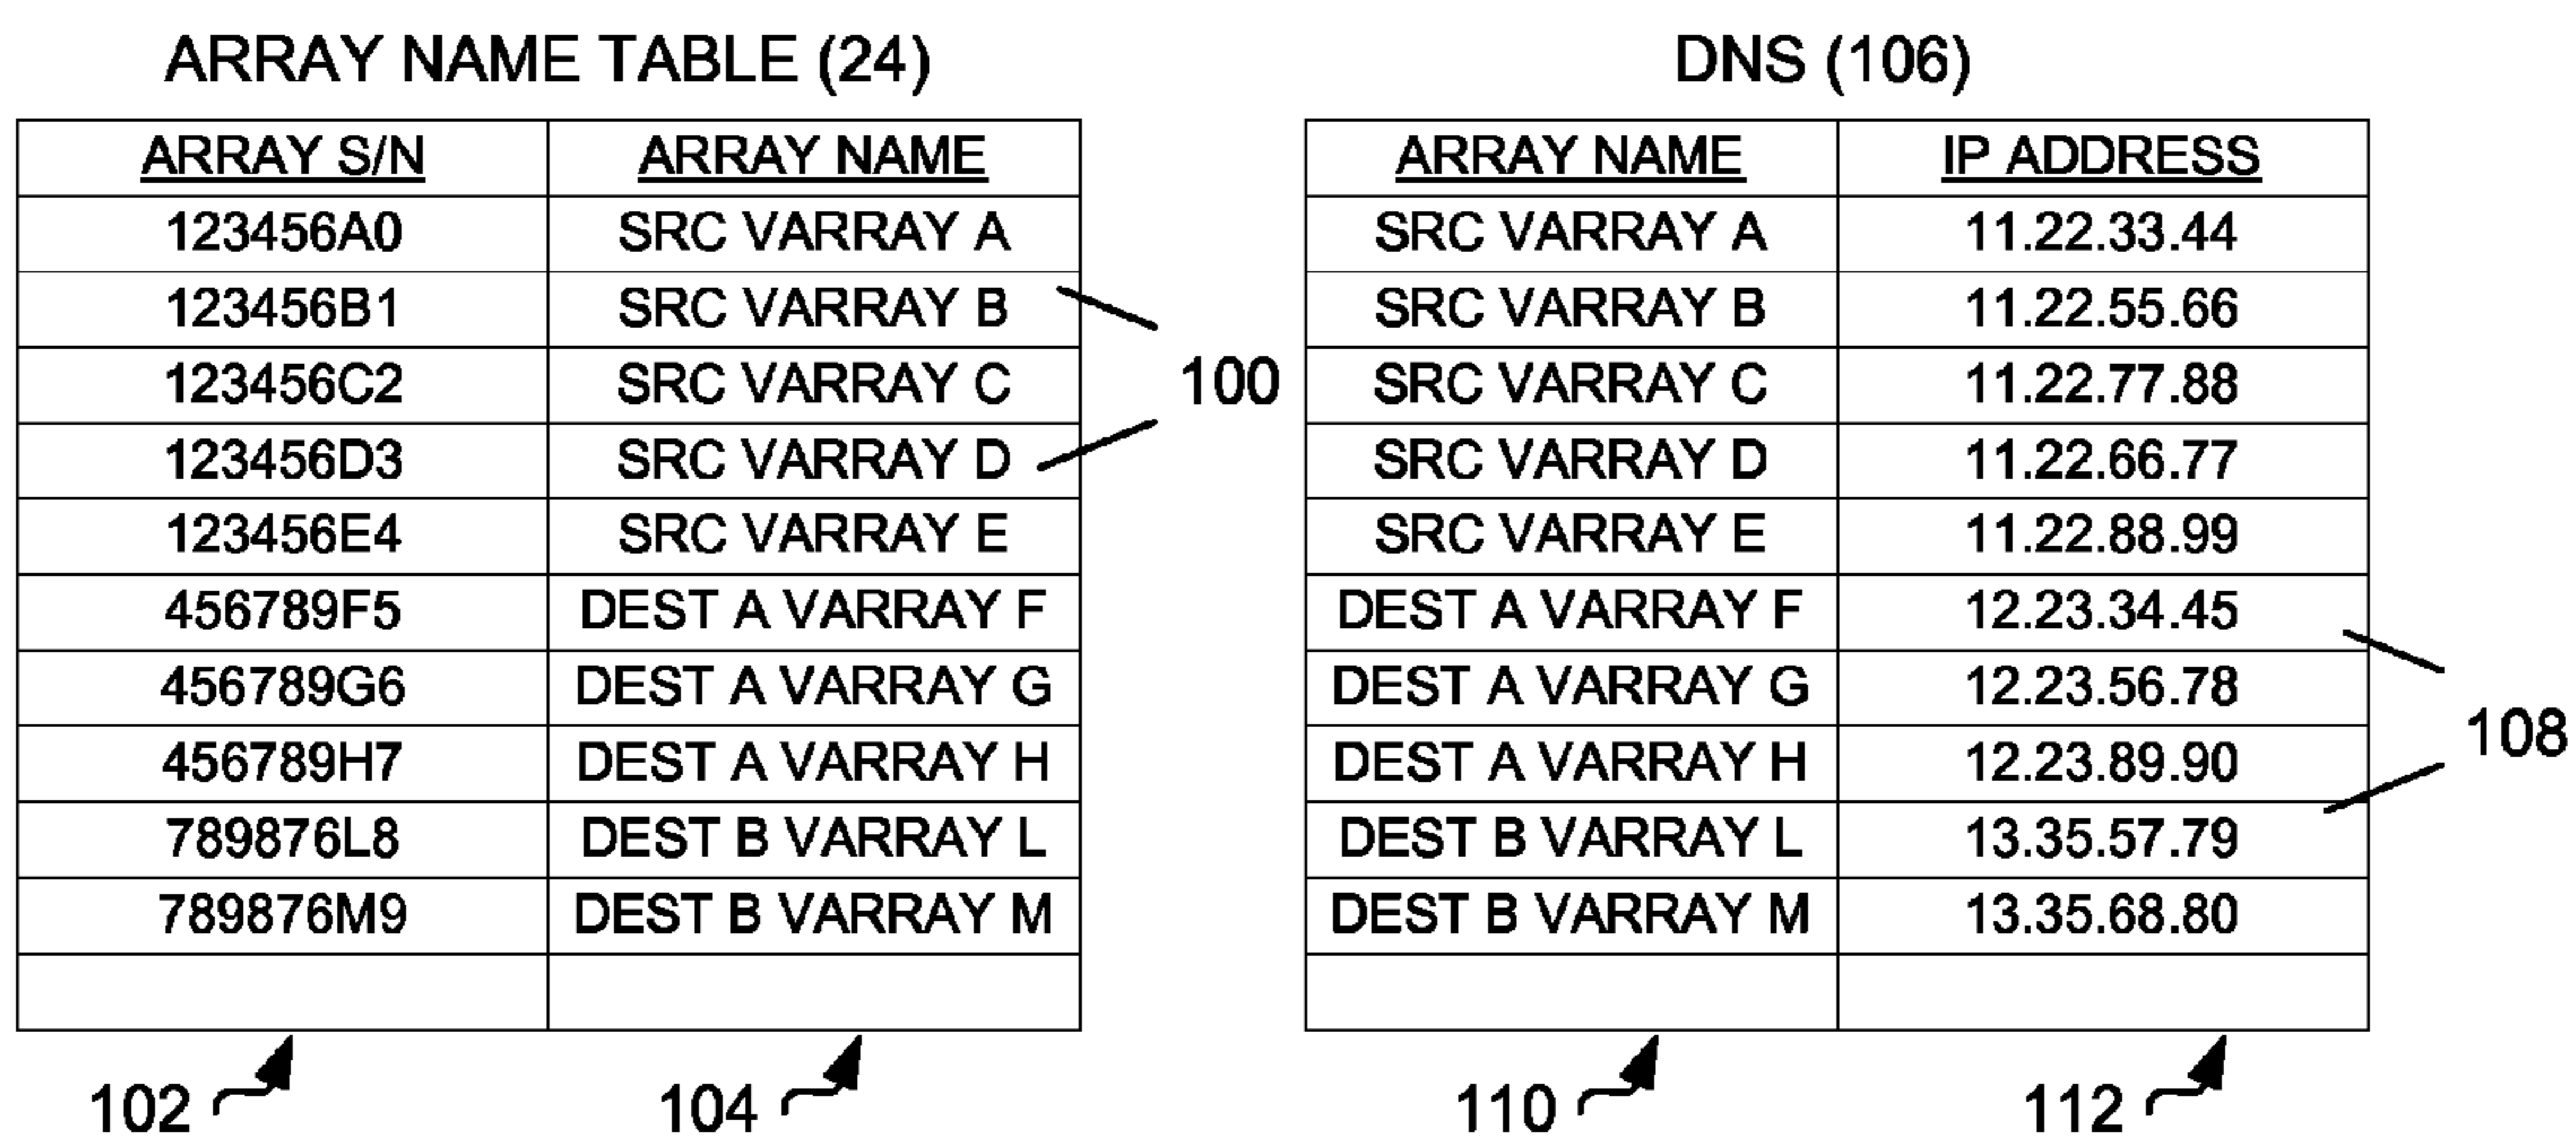 ARRAY NAME TABLE (24)
ARRAY S/N ARRAY NAME
123456A0 SRC VARRAY A
123456B1 SRC VARRAY B
123456C2 SRC VARRAY C
123456D3 SRC VARRAY D
123456E4 SRC VARRAY E
456789F5 DEST A VARRAY F
456789G6 DEST A VARRAY G
456789H7 DEST A VARRAY H
789876L8 DEST B VARRAY L
789876M9 DEST B VARRAY M
100
102 104
DNS (106)
ARRAY NAME IP ADDRESS
SRC VARRAY A 11.22.33.44
SRC VARRAY B 11.22.55.66
SRC VARRAY C 11.22.77.88
SRC VARRAY D 11.22.66.77
SRC VARRAY E 11.22.88.99
DEST A VARRAY F 12.23.34.45
DEST A VARRAY G 12.23.56.78
DEST A VARRAY H 12.23.89.90
DEST B VARRAY L 13.35.57.79
DEST B VARRAY M 13.35.68.80
108
110 112